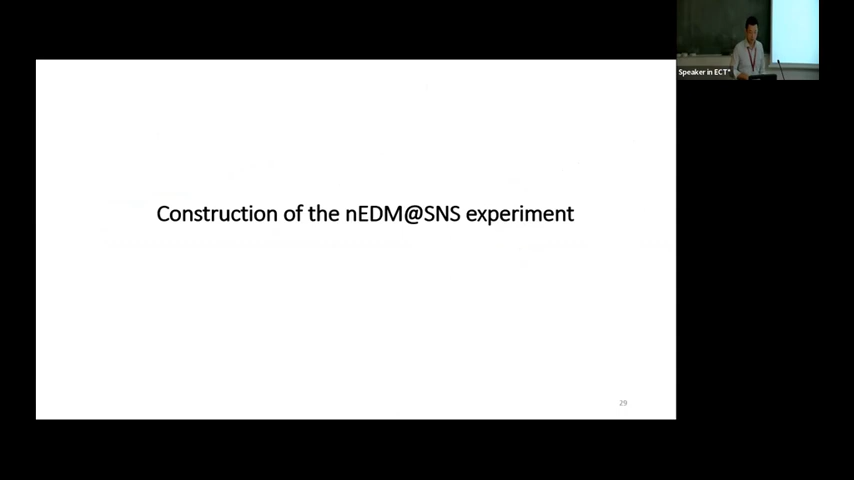 Speaker in ECT*
Construction of the nEDM@SNS experiment
29